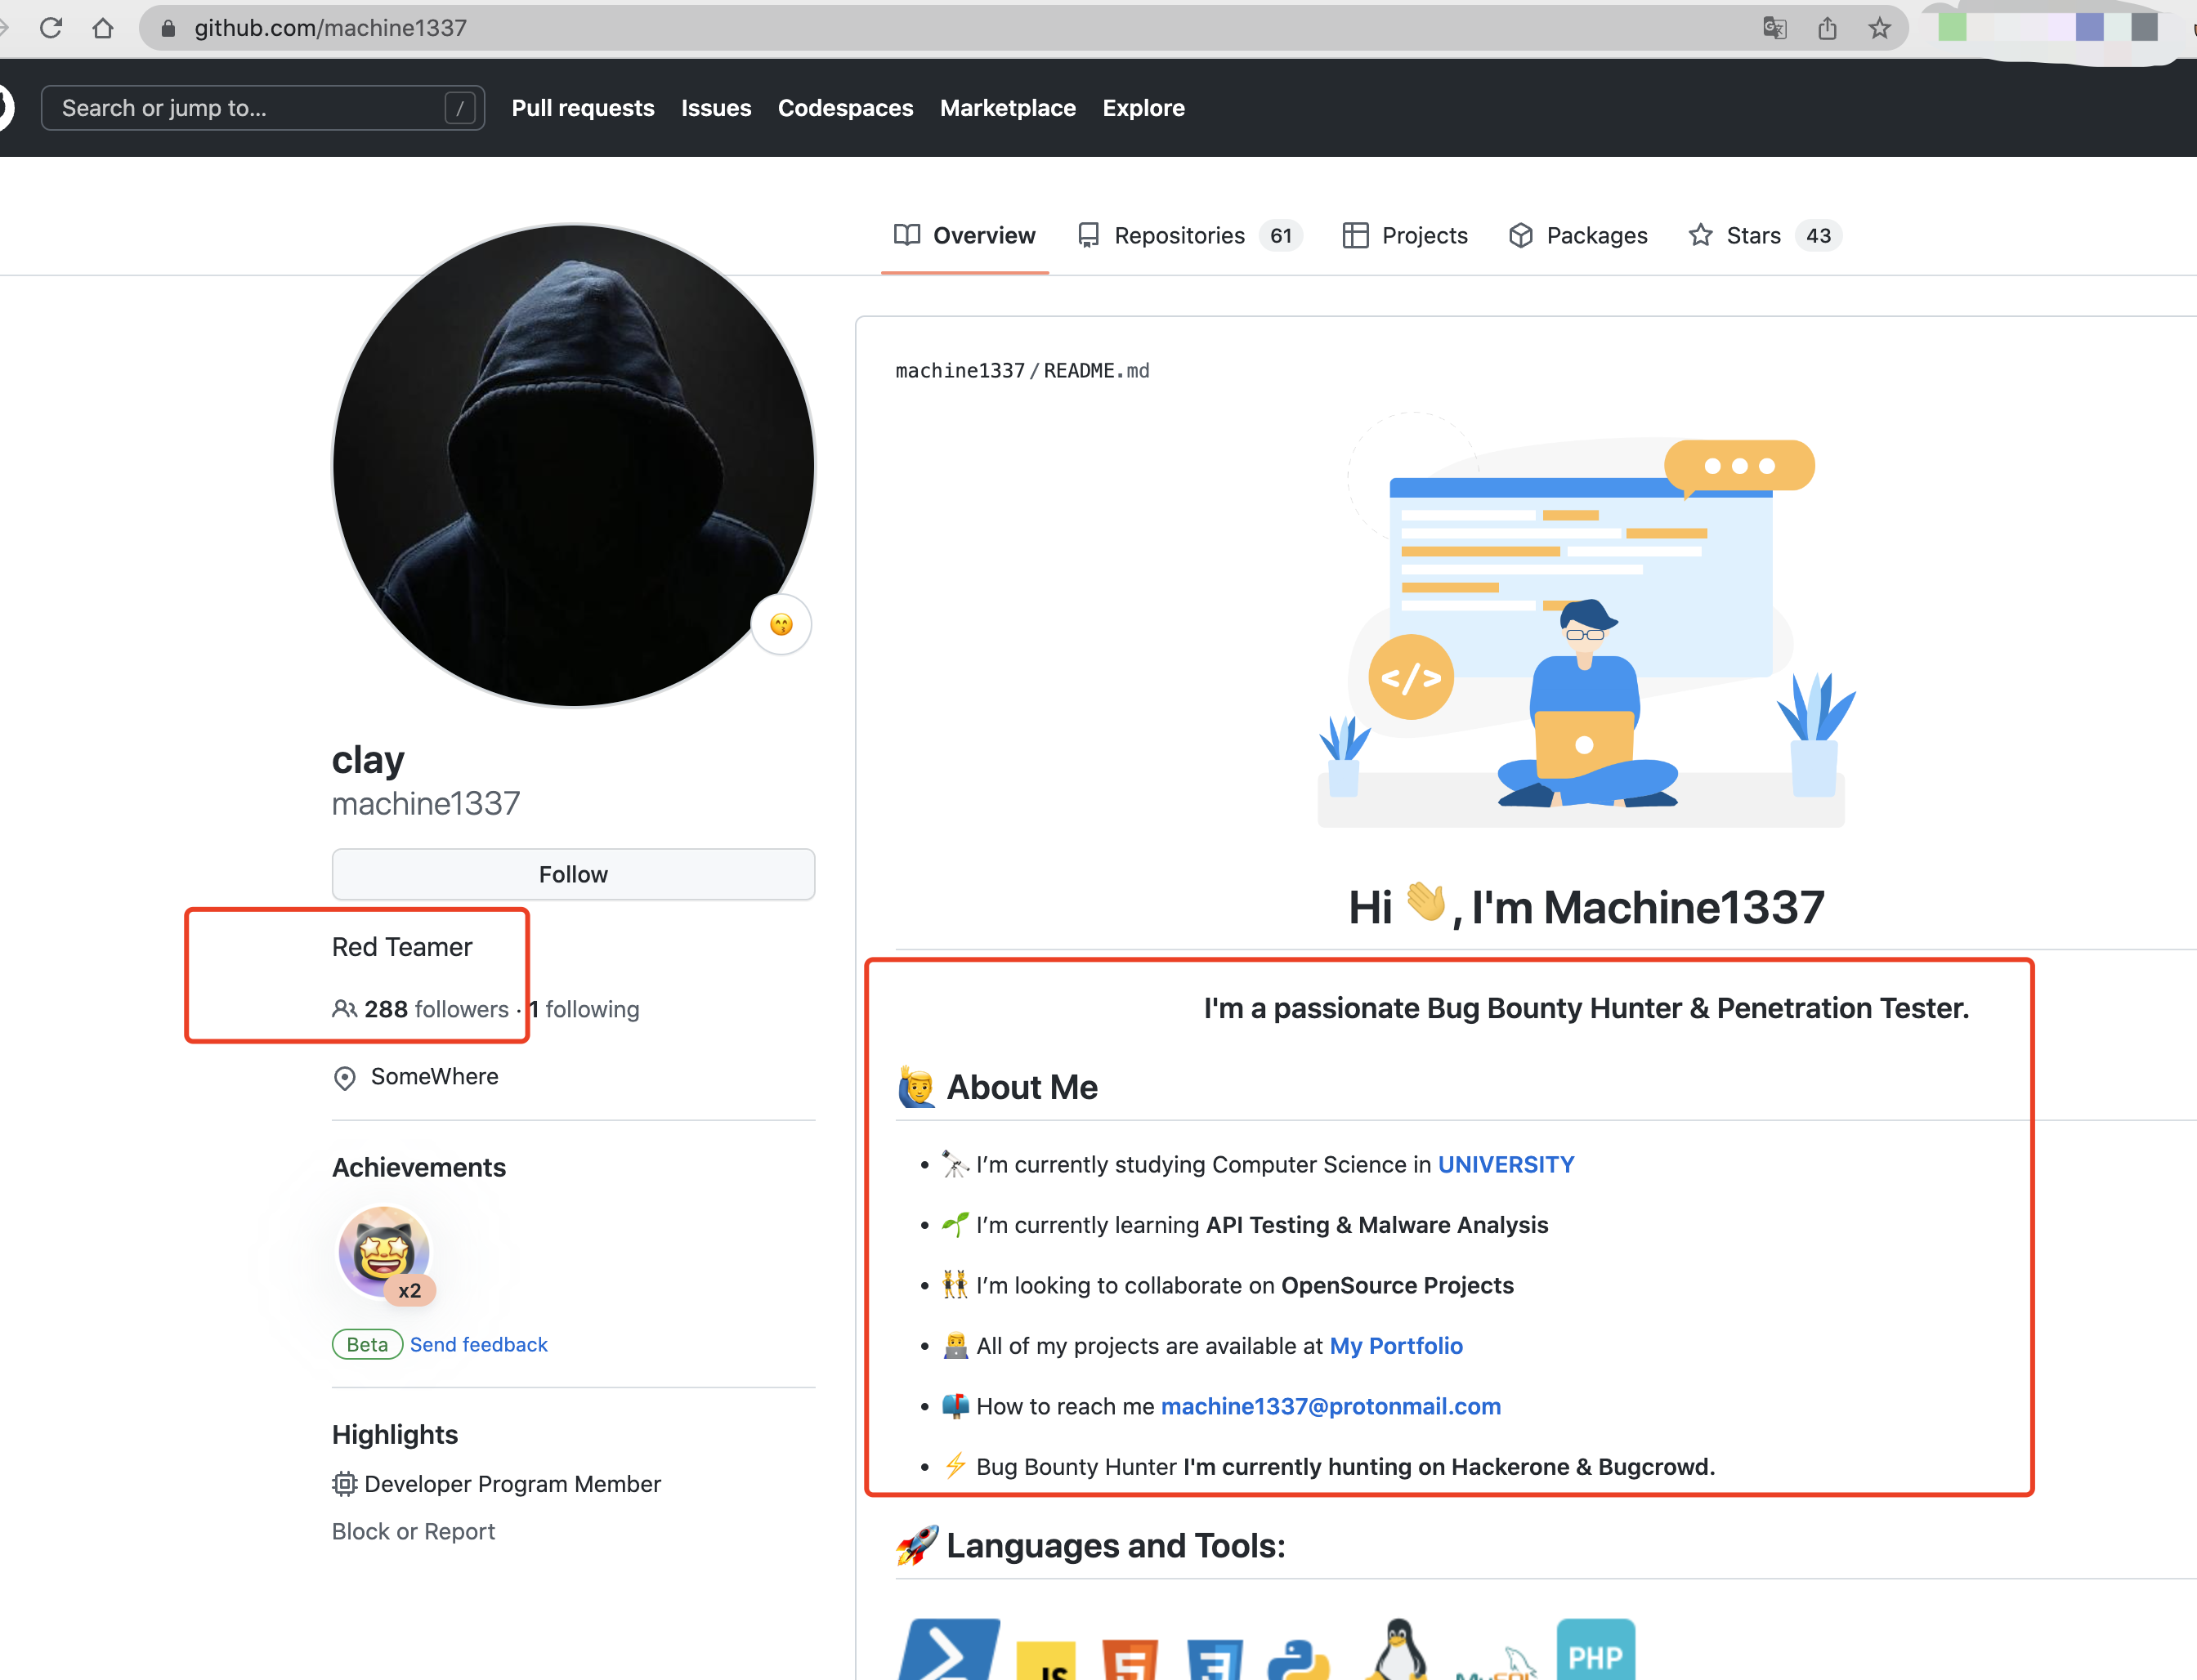 github.com/machine1337
Search or jump to...
/
Pull requests
Issues
Codespaces
Marketplace
Explore
Overview
Repositories 61
Projects
Packages
Stars 43
clay
machine1337
Follow
Red Teamer
288 followers · 1 following
SomeWhere
Achievements
x2
Beta Send feedback
Highlights
Developer Program Member
Block or Report
machine1337/README.md
</>
Hi 👋, I'm Machine1337
I'm a passionate Bug Bounty Hunter & Penetration Tester.
🙋‍♂️ About Me
• 🔭 I’m currently studying Computer Science in UNIVERSITY
• 🌱 I’m currently learning API Testing & Malware Analysis
• 👯 I’m looking to collaborate on OpenSource Projects
• 👨‍💻 All of my projects are available at My Portfolio
• 📫 How to reach me machine1337@protonmail.com
• ⚡ Bug Bounty Hunter I'm currently hunting on Hackerone & Bugcrowd.
🚀 Languages and Tools:
JS
MySQL
PHP